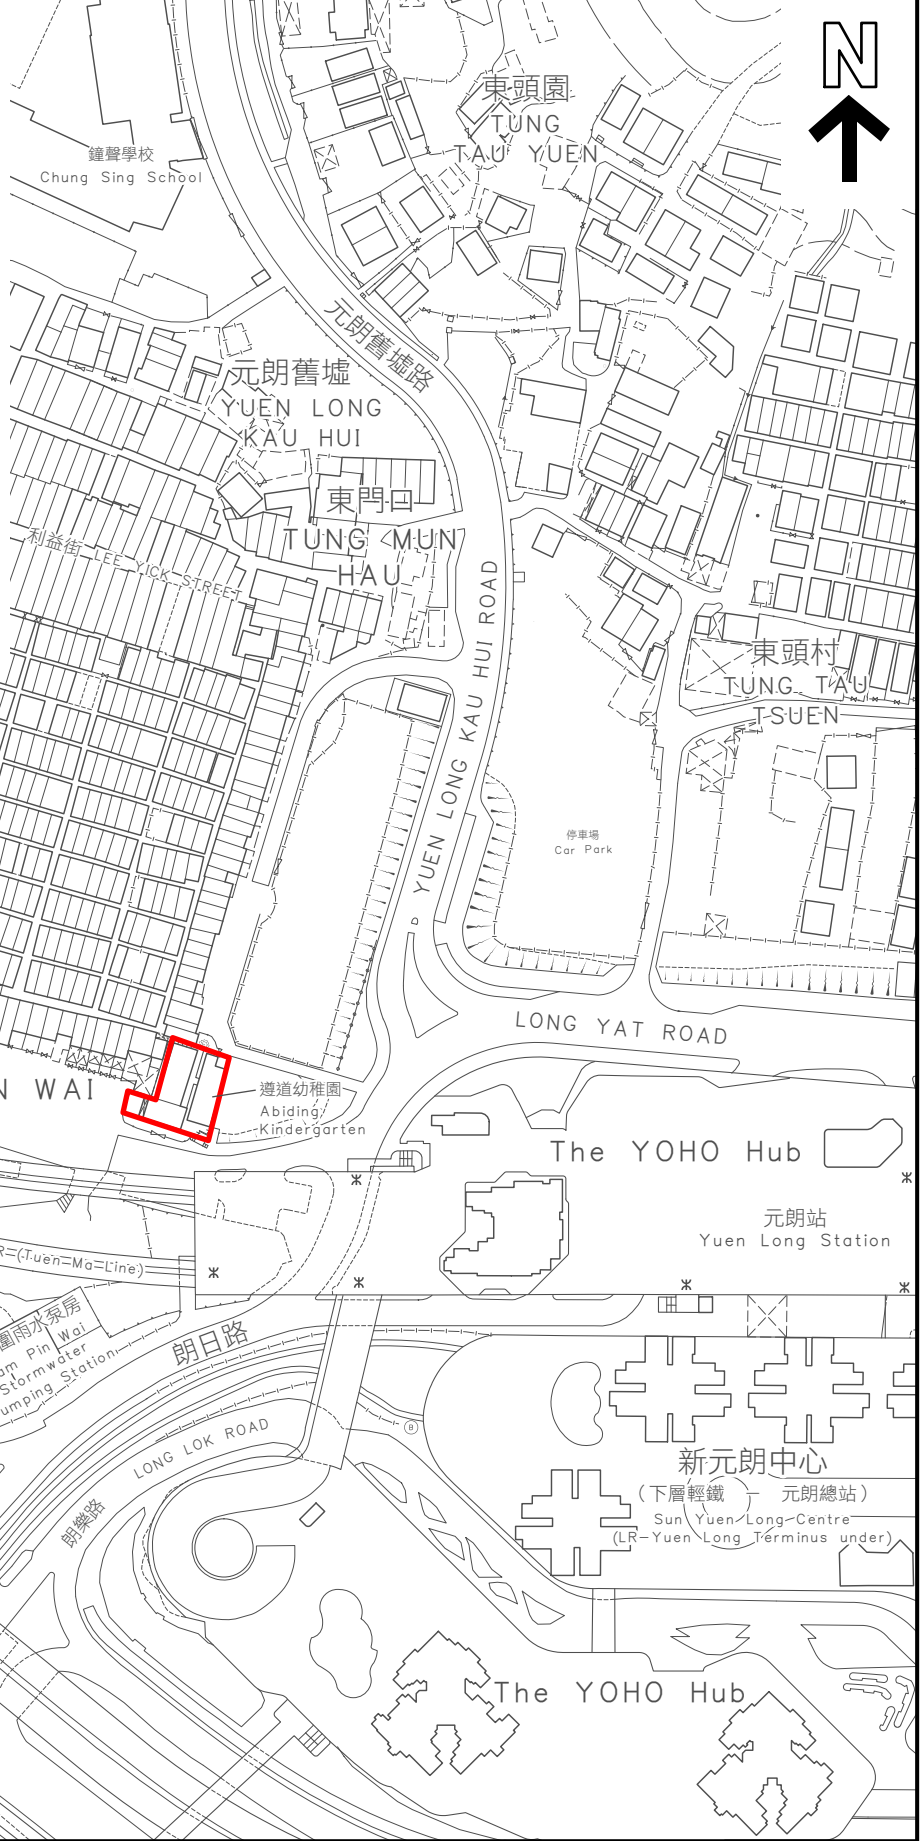 N
東頭園
TUNG
TAU YUEN
鐘聲學校
Chung Sing School
元朗舊墟路
元朗舊墟
YUEN LONG
KAU HUI
東門口
TUNG MUN
HAU
利益街 LEE YICK STREET
YUEN LONG KAU HUI ROAD
東頭村
TUNG TAU
TSUEN
停車場
Car Park
LONG YAT ROAD
N WAI
遵道幼稚園
Abiding
Kindergarten
The YOHO Hub
元朗站
Yuen Long Station
R (Tuen Ma Line)
圍雨水泵房
am Pin Wai
Stormwater
umping Station
朗日路
LONG LOK ROAD
朗樂路
新元朗中心
（下層輕鐵 — 元朗總站）
Sun Yuen Long Centre
(LR-Yuen Long Terminus under)
The YOHO Hub